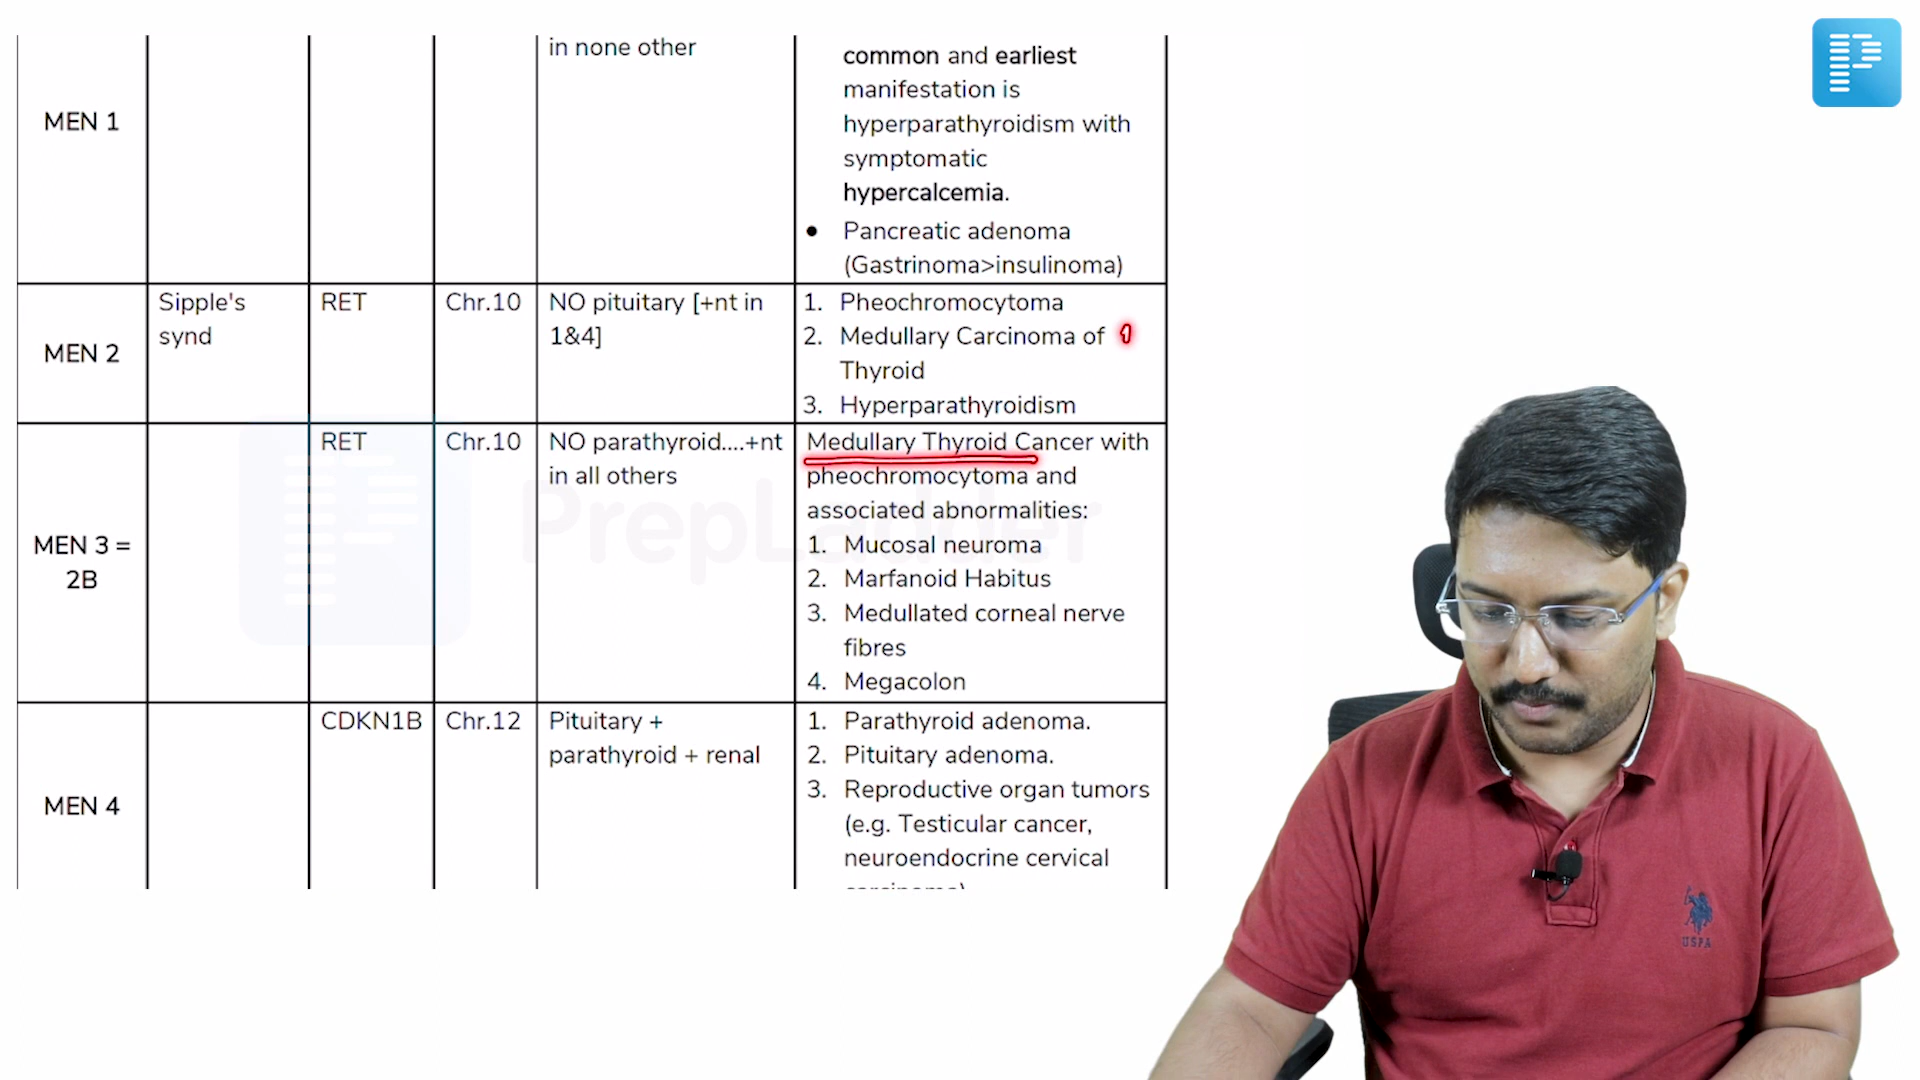 in none other
common and earliest
manifestation is
hyperparathyroidism with
symptomatic
hypercalcemia.
MEN 1
● Pancreatic adenoma
(Gastrinoma>insulinoma)
MEN 2
Sipple's
synd
RET
Chr.10
NO pituitary [+nt in
1&4]
1. Pheochromocytoma
2. Medullary Carcinoma of
Thyroid
3. Hyperparathyroidism
MEN 3 =
2B
RET
Chr.10
NO parathyroid....+nt
in all others
Medullary Thyroid Cancer with
pheochromocytoma and
associated abnormalities:
1. Mucosal neuroma
2. Marfanoid Habitus
3. Medullated corneal nerve
fibres
4. Megacolon
MEN 4
CDKN1B
Chr.12
Pituitary +
parathyroid + renal
1. Parathyroid adenoma.
2. Pituitary adenoma.
3. Reproductive organ tumors
(e.g. Testicular cancer,
neuroendocrine cervical
PrepLadder
USPA